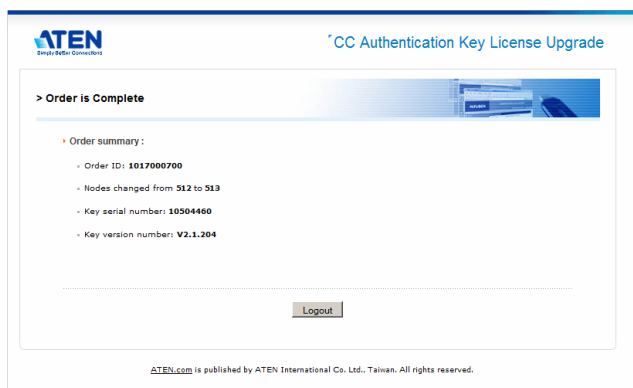 ATEN
Simply Better Connections
´CC Authentication Key License Upgrade
> Order is Complete
Order summary :
Order ID: 1017000700
Nodes changed from 512 to 513
Key serial number: 10504460
Key version number: V2.1.204
Logout
ATEN.com is published by ATEN International Co. Ltd., Taiwan. All rights reserved.